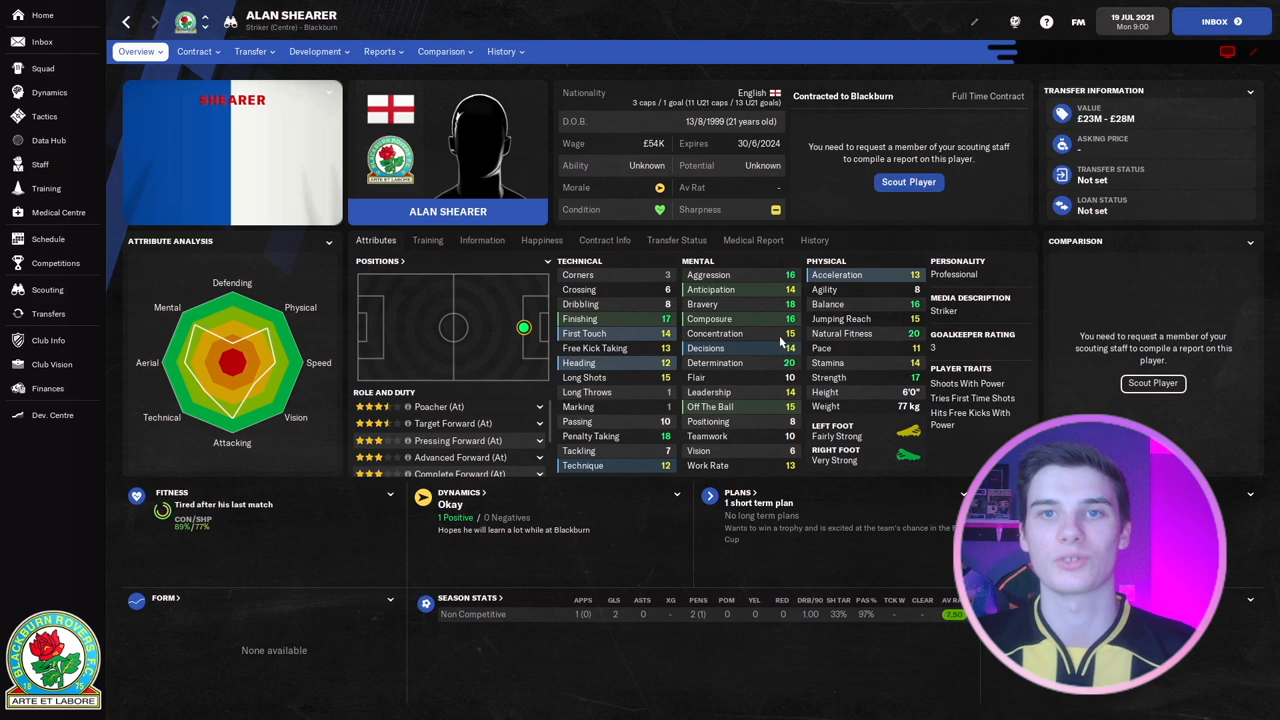 Home
Inbox
Squad
Dynamics
Tactics
Data Hub
Staff
Training
Medical Centre
Schedule
Competitions
Scouting
Transfers
Club Info
Club Vision
Finances
Dev. Centre
BLACKBURN ROVERS F.C.
18 75
ARTE ET LABORE
ALAN SHEARER
Striker (Centre) - Blackburn
FM
19 JUL 2021
Mon 9:00
INBOX
Overview Contract Transfer Development Reports Comparison History
SHEARER
ALAN SHEARER
Nationality English
3 caps / 1 goal (11 U21 caps / 13 U21 goals)
D.O.B. 13/8/1999 (21 years old)
Wage £54K Expires 30/6/2024
Ability Unknown Potential Unknown
Morale Av Rat -
Condition Sharpness
Contracted to Blackburn Full Time Contract
You need to request a member of your scouting staff
to compile a report on this player.
Scout Player
TRANSFER INFORMATION
VALUE
£23M - £28M
ASKING PRICE
-
TRANSFER STATUS
Not set
LOAN STATUS
Not set
ATTRIBUTE ANALYSIS
Defending
Mental Physical
Aerial Speed
Technical Vision
Attacking
Attributes Training Information Happiness Contract Info Transfer Status Medical Report History
POSITIONS
ROLE AND DUTY
Poacher (At)
Target Forward (At)
Pressing Forward (At)
Advanced Forward (At)
Complete Forward (At)
TECHNICAL
Corners 3
Crossing 6
Dribbling 8
Finishing 17
First Touch 14
Free Kick Taking 13
Heading 12
Long Shots 15
Long Throws 1
Marking 1
Passing 10
Penalty Taking 18
Tackling 7
Technique 12
MENTAL
Aggression 16
Anticipation 14
Bravery 18
Composure 16
Concentration 15
Decisions 14
Determination 20
Flair 10
Leadership 14
Off The Ball 15
Positioning 8
Teamwork 10
Vision 6
Work Rate 13
PHYSICAL
Acceleration 13
Agility 8
Balance 16
Jumping Reach 15
Natural Fitness 20
Pace 11
Stamina 14
Strength 17
Height 6'0"
Weight 77 kg
LEFT FOOT
Fairly Strong
RIGHT FOOT
Very Strong
PERSONALITY
Professional
MEDIA DESCRIPTION
Striker
GOALKEEPER RATING
3
PLAYER TRAITS
Shoots With Power
Tries First Time Shots
Hits Free Kicks With
Power
COMPARISON
You need to request a member of your
scouting staff to compile a report on this
player.
Scout Player
FITNESS
Tired after his last match
CON/SHP
89%/77%
DYNAMICS
Okay
1 Positive / 0 Negatives
Hopes he will learn a lot while at Blackburn
PLANS
1 short term plan
No long term plans
Wants to win a trophy and is excited at the team's chance in the
Cup
FORM
None available
SEASON STATS APPS GLS ASTS XG PENS POM YEL RED DRB/90 SH TAR PAS % TCK W CLEAR
Non Competitive 1 (0) 2 0 - 2 (1) 0 0 0 1.00 33% 97% - - 7.50